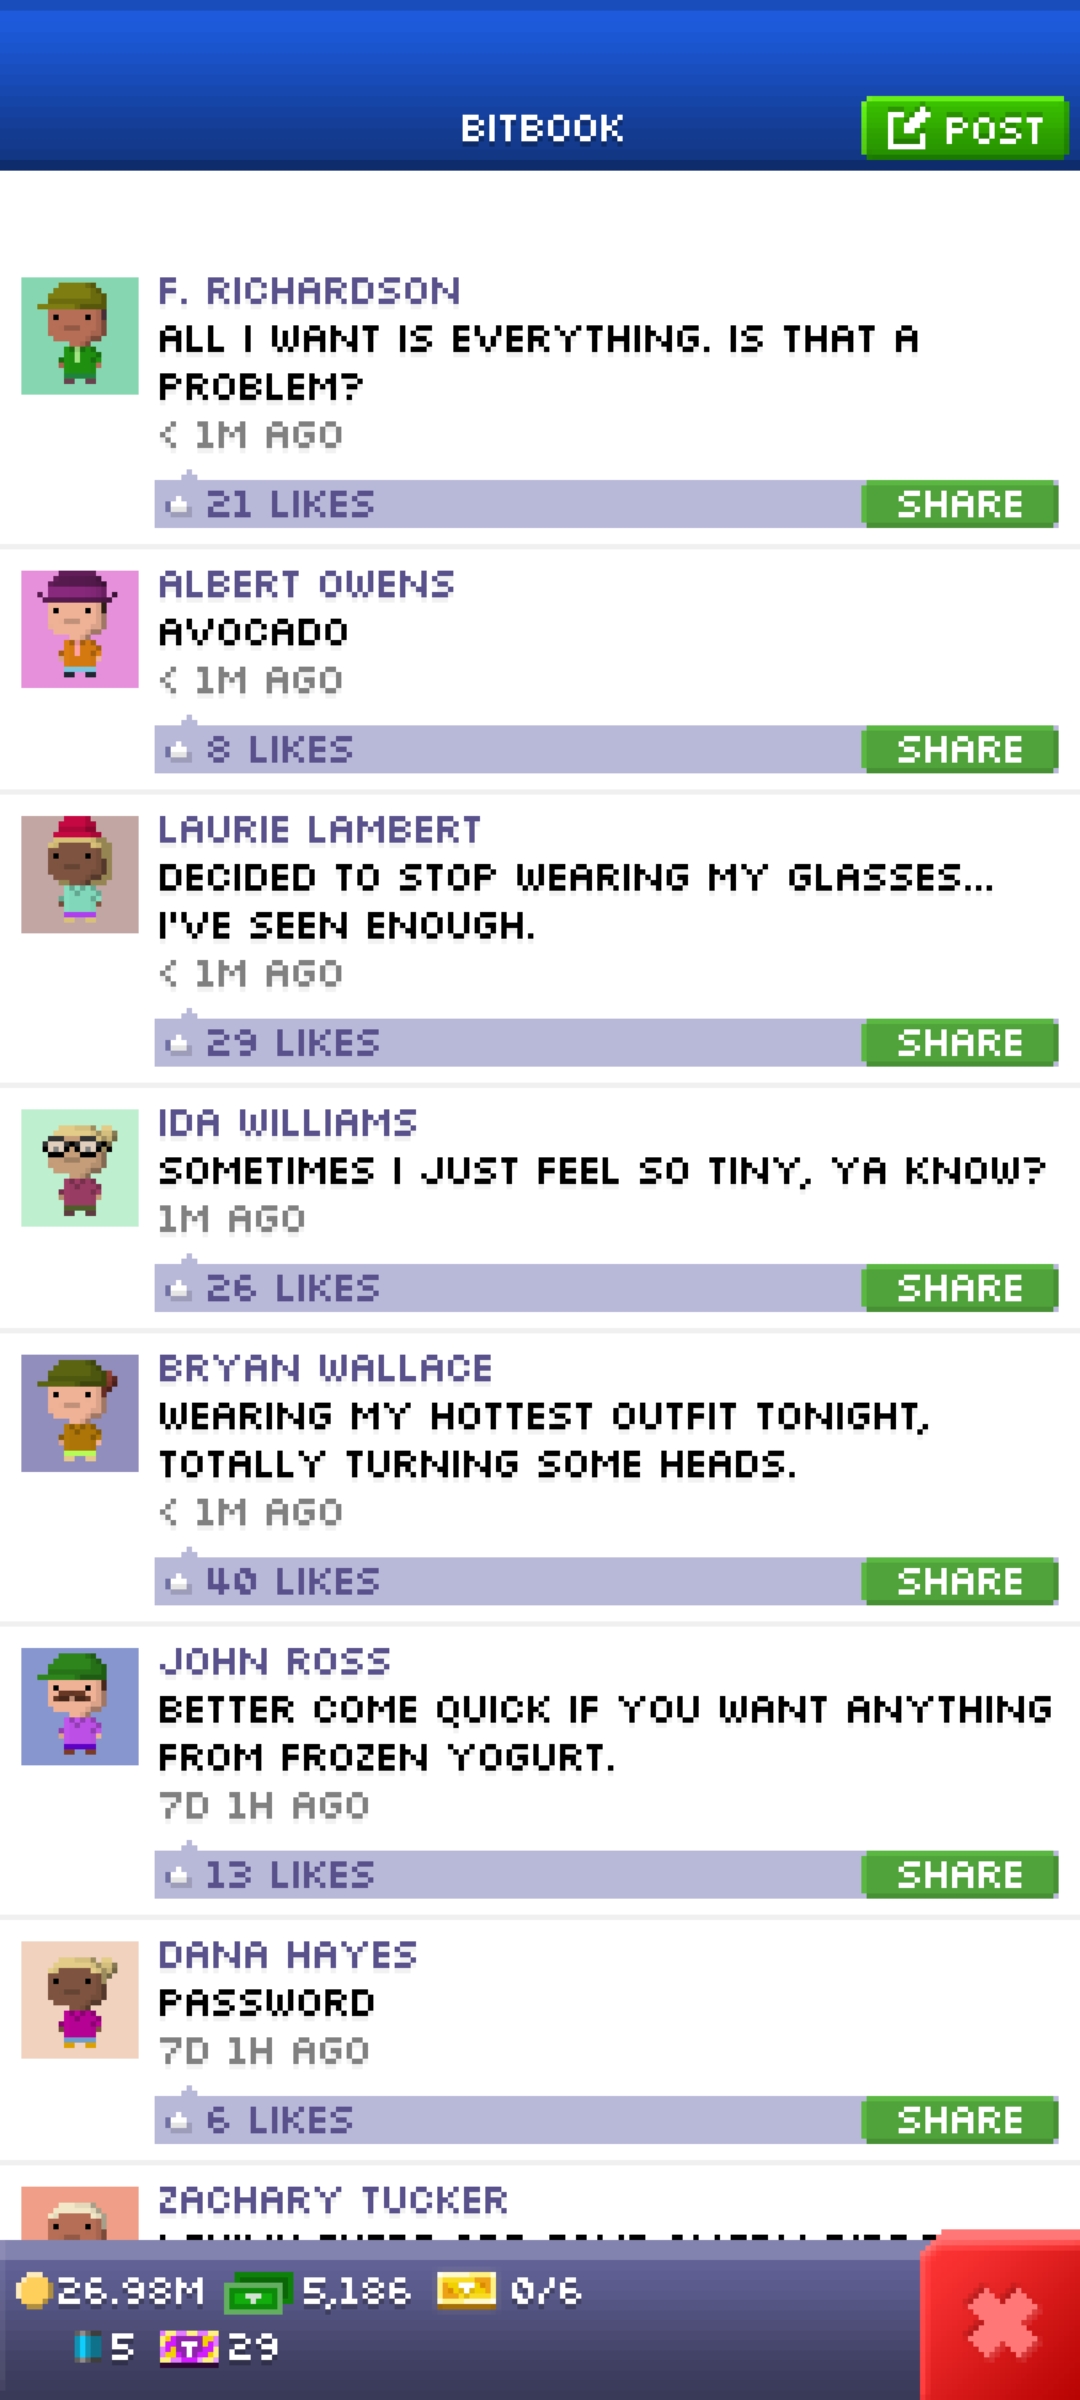 BITBOOK
POST
F. RICHARDSON
ALL I WANT IS EVERYTHING. IS THAT A
PROBLEM?
< 1M AGO
21 LIKES
SHARE
ALBERT OWENS
AVOCADO
< 1M AGO
8 LIKES
SHARE
LAURIE LAMBERT
DECIDED TO STOP WEARING MY GLASSES...
I'VE SEEN ENOUGH.
< 1M AGO
29 LIKES
SHARE
IDA WILLIAMS
SOMETIMES I JUST FEEL SO TINY, YA KNOW?
1M AGO
26 LIKES
SHARE
BRYAN WALLACE
WEARING MY HOTTEST OUTFIT TONIGHT,
TOTALLY TURNING SOME HEADS.
< 1M AGO
40 LIKES
SHARE
JOHN ROSS
BETTER COME QUICK IF YOU WANT ANYTHING
FROM FROZEN YOGURT.
7D 1H AGO
13 LIKES
SHARE
DANA HAYES
PASSWORD
7D 1H AGO
6 LIKES
SHARE
ZACHARY TUCKER
26.98M 5,186 0/6
5 T 29